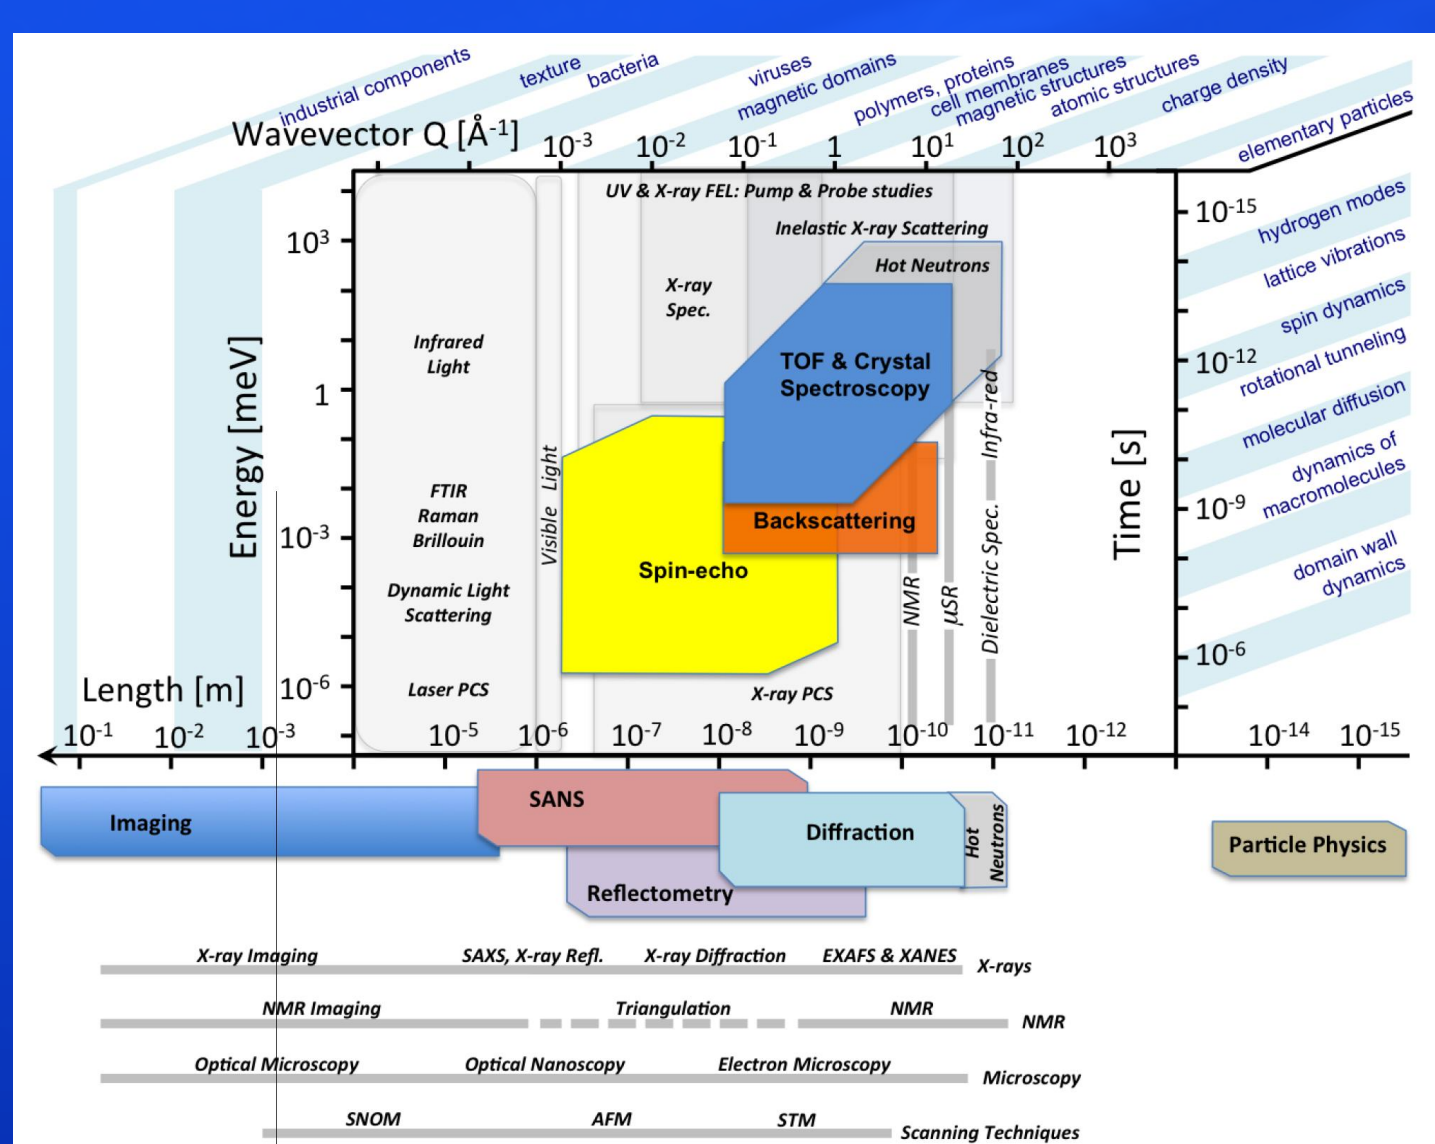 industrial components
texture
bacteria
viruses
magnetic domains
polymers, proteins
cell membranes
magnetic structures
atomic structures
charge density
elementary particles
Wavevector Q [Å⁻¹]
10⁻³ 10⁻² 10⁻¹ 1 10¹ 10² 10³
UV & X-ray FEL: Pump & Probe studies
Inelastic X-ray Scattering
Hot Neutrons
X-ray
Spec.
TOF & Crystal
Spectroscopy
Infrared
Light
Energy [meV]
10³
1
10⁻³
10⁻⁶
FTIR
Raman
Brillouin
Dynamic Light
Scattering
Laser PCS
Visible Light
Spin-echo
Backscattering
X-ray PCS
NMR
µSR
Dielectric Spec. Infra-red
Time [s]
10⁻¹⁵
10⁻¹²
10⁻⁹
10⁻⁶
hydrogen modes
lattice vibrations
spin dynamics
rotational tunneling
molecular diffusion
dynamics of
macromolecules
domain wall
dynamics
Length [m]
10⁻¹ 10⁻² 10⁻³ 10⁻⁵ 10⁻⁶ 10⁻⁷ 10⁻⁸ 10⁻⁹ 10⁻¹⁰ 10⁻¹¹ 10⁻¹² 10⁻¹⁴ 10⁻¹⁵
Imaging
SANS
Diffraction
Hot
Neutrons
Particle Physics
Reflectometry
X-ray Imaging SAXS, X-ray Refl. X-ray Diffraction EXAFS & XANES X-rays
NMR Imaging Triangulation NMR NMR
Optical Microscopy Optical Nanoscopy Electron Microscopy Microscopy
SNOM AFM STM Scanning Techniques